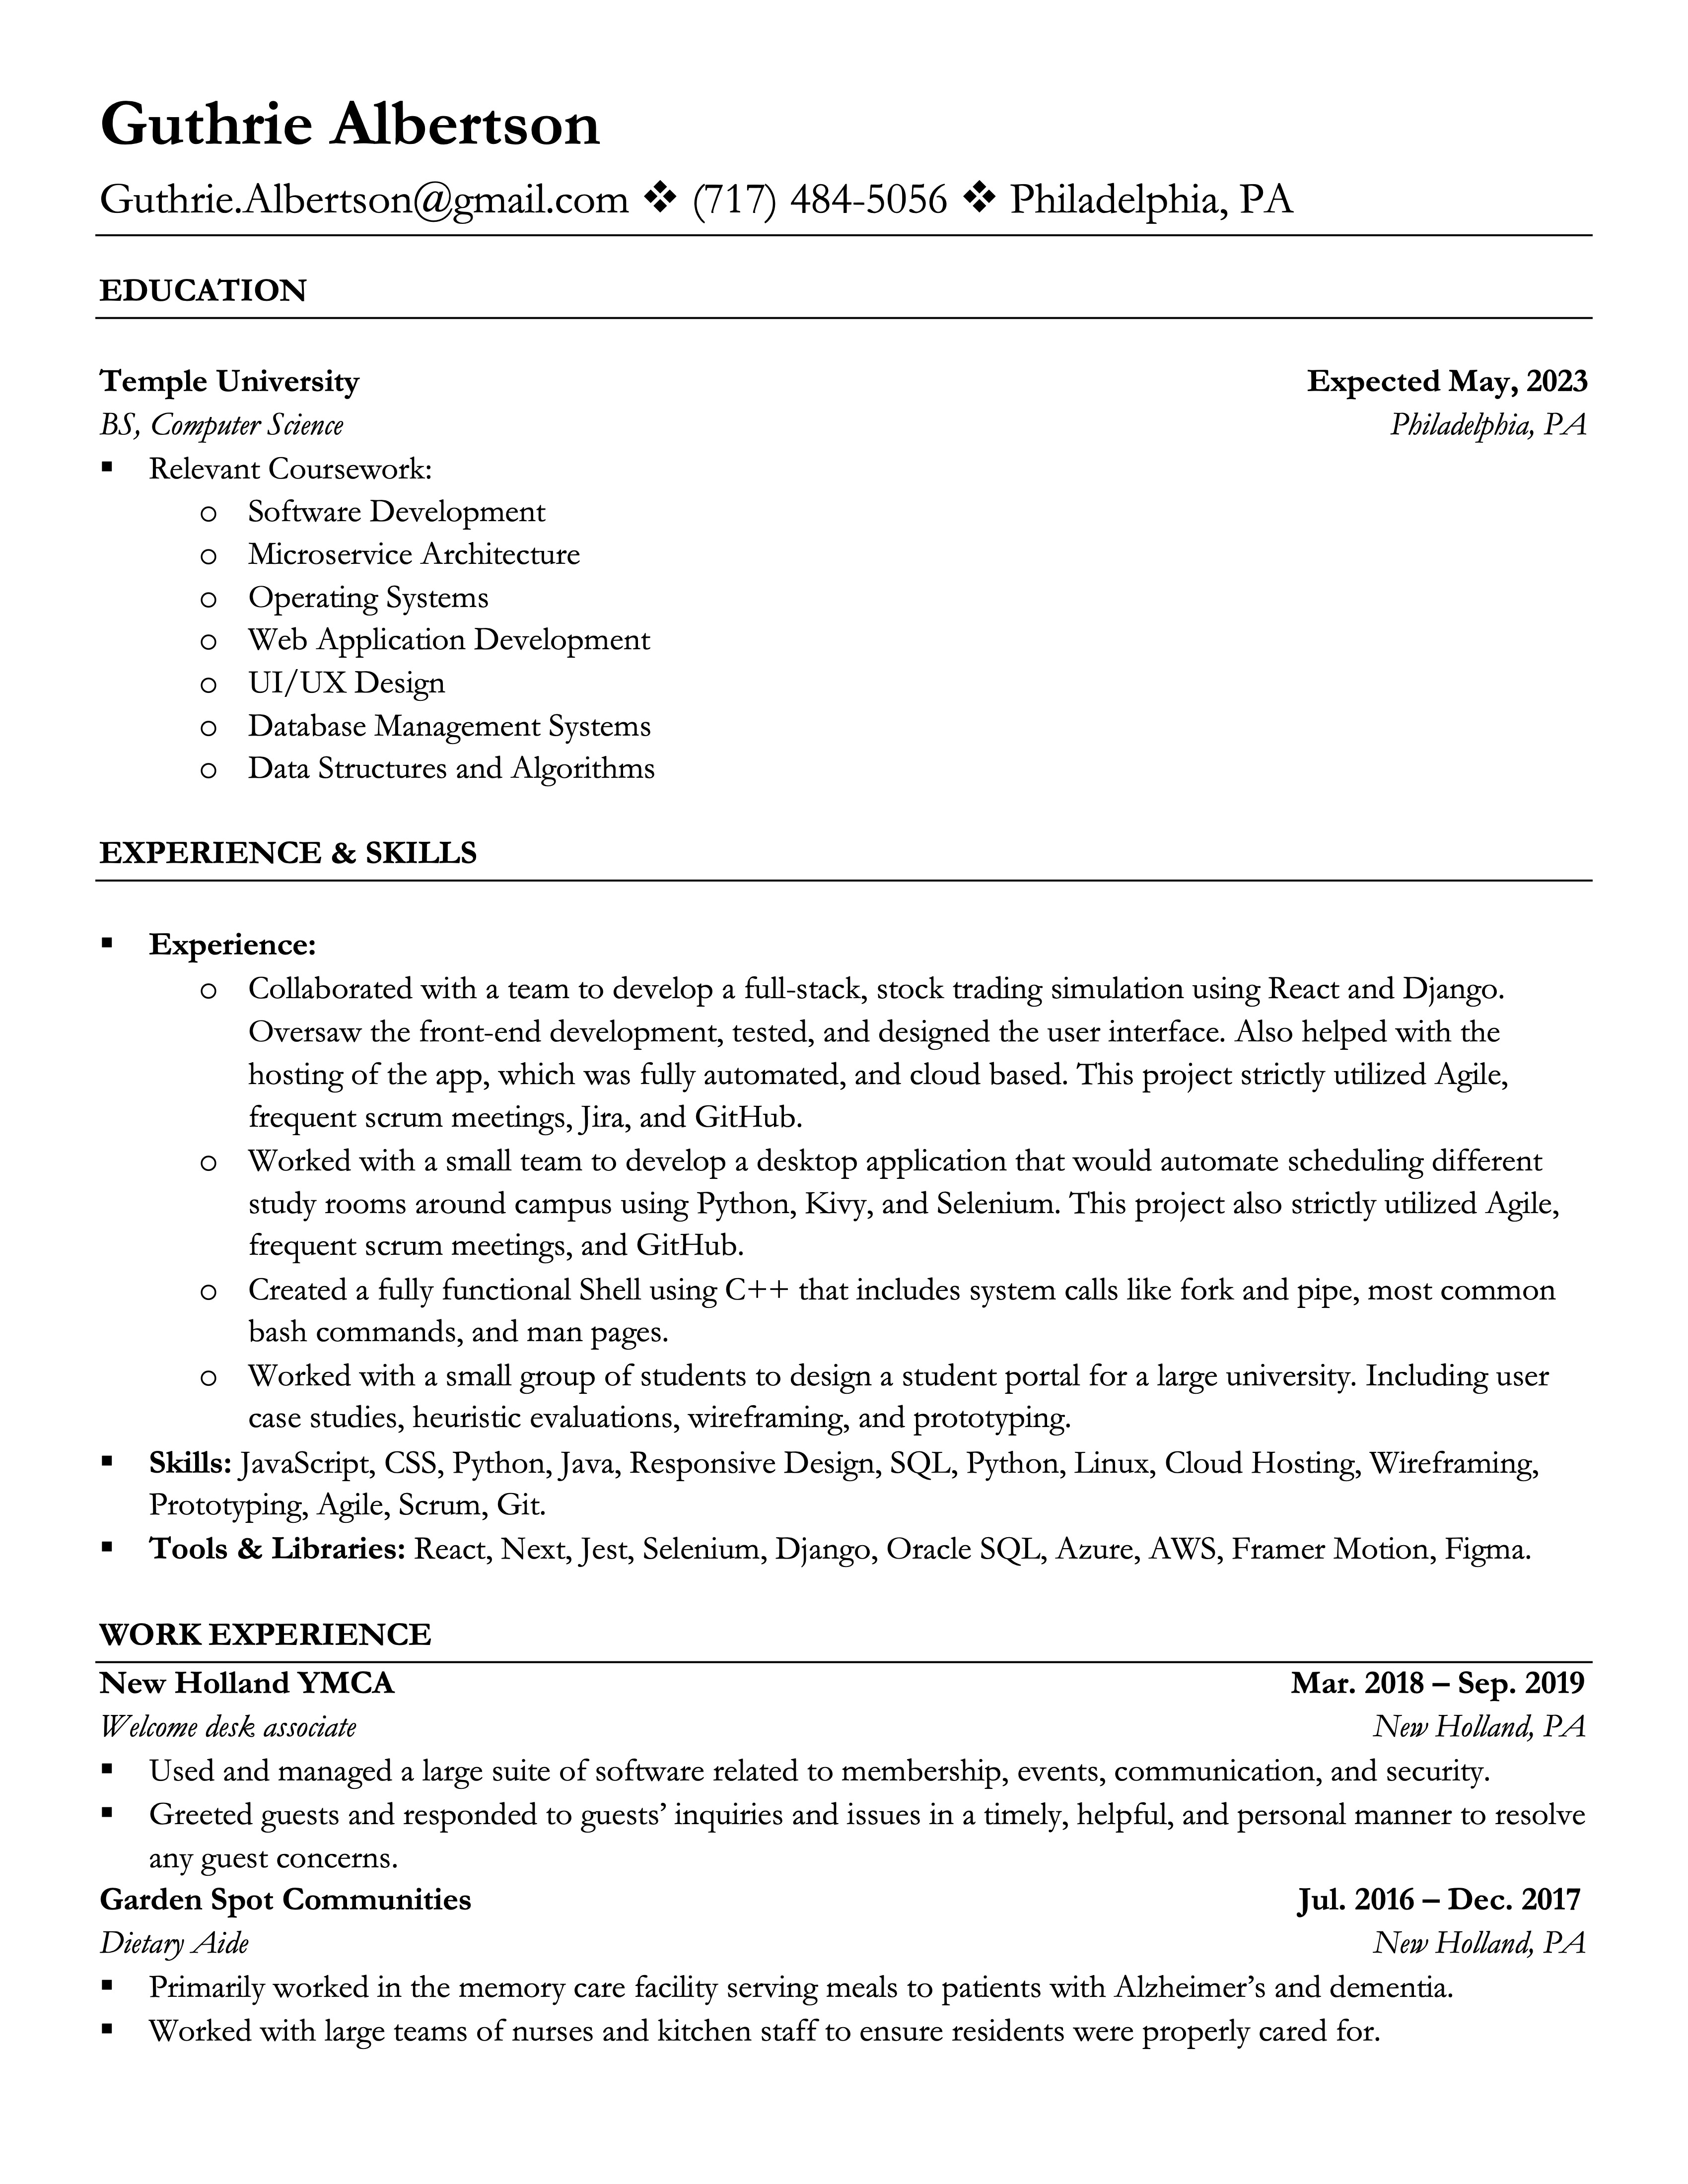 Guthrie Albertson
Guthrie.Albertson@gmail.com ❖ (717) 484-5056 ❖ Philadelphia, PA
EDUCATION
Temple University Expected May, 2023
BS, Computer Science Philadelphia, PA
▪ Relevant Coursework:
o Software Development
o Microservice Architecture
o Operating Systems
o Web Application Development
o UI/UX Design
o Database Management Systems
o Data Structures and Algorithms
EXPERIENCE & SKILLS
▪ Experience:
o Collaborated with a team to develop a full-stack, stock trading simulation using React and Django.
Oversaw the front-end development, tested, and designed the user interface. Also helped with the
hosting of the app, which was fully automated, and cloud based. This project strictly utilized Agile,
frequent scrum meetings, Jira, and GitHub.
o Worked with a small team to develop a desktop application that would automate scheduling different
study rooms around campus using Python, Kivy, and Selenium. This project also strictly utilized Agile,
frequent scrum meetings, and GitHub.
o Created a fully functional Shell using C++ that includes system calls like fork and pipe, most common
bash commands, and man pages.
o Worked with a small group of students to design a student portal for a large university. Including user
case studies, heuristic evaluations, wireframing, and prototyping.
▪ Skills: JavaScript, CSS, Python, Java, Responsive Design, SQL, Python, Linux, Cloud Hosting, Wireframing,
Prototyping, Agile, Scrum, Git.
▪ Tools & Libraries: React, Next, Jest, Selenium, Django, Oracle SQL, Azure, AWS, Framer Motion, Figma.
WORK EXPERIENCE
New Holland YMCA Mar. 2018 – Sep. 2019
Welcome desk associate New Holland, PA
▪ Used and managed a large suite of software related to membership, events, communication, and security.
▪ Greeted guests and responded to guests’ inquiries and issues in a timely, helpful, and personal manner to resolve
any guest concerns.
Garden Spot Communities Jul. 2016 – Dec. 2017
Dietary Aide New Holland, PA
▪ Primarily worked in the memory care facility serving meals to patients with Alzheimer’s and dementia.
▪ Worked with large teams of nurses and kitchen staff to ensure residents were properly cared for.